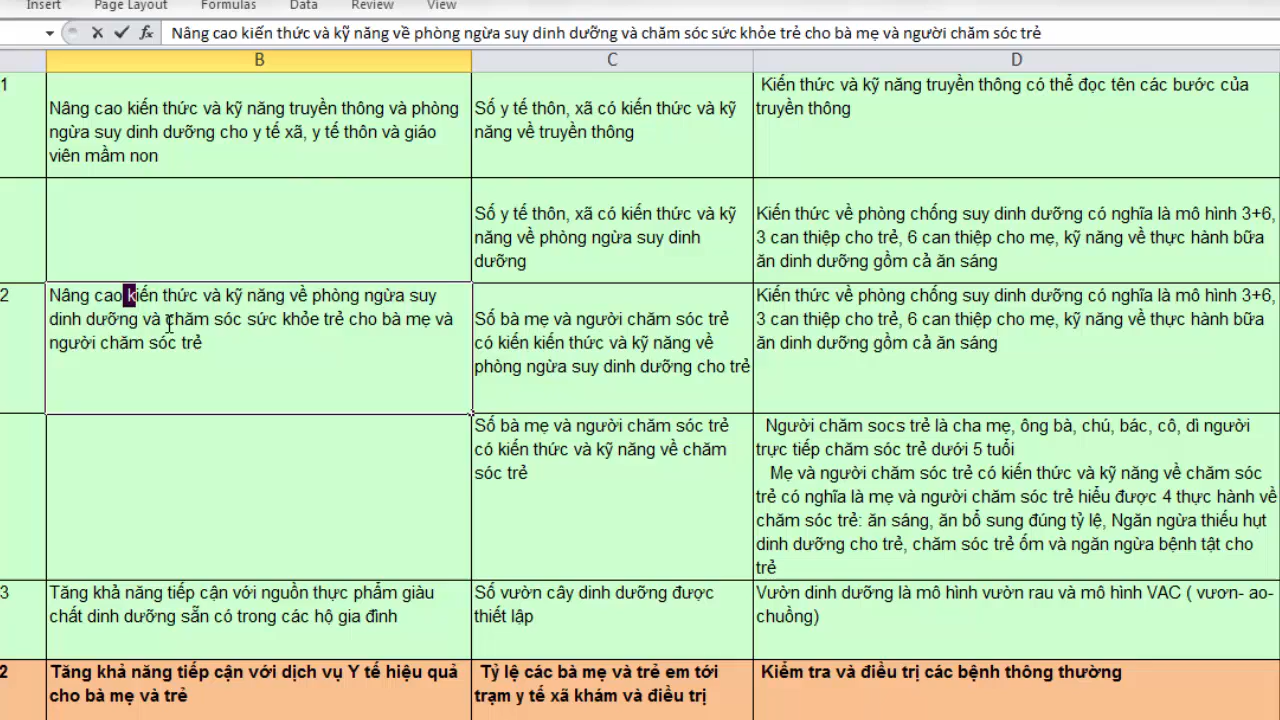 Insert Page Layout Formulas Data Review View
Nâng cao kiến thức và kỹ năng về phòng ngừa suy dinh dưỡng và chăm sóc sức khỏe trẻ cho bà mẹ và người chăm sóc trẻ
B C D
1
Nâng cao kiến thức và kỹ năng truyền thông và phòng
ngừa suy dinh dưỡng cho y tế xã, y tế thôn và giáo
viên mầm non
Số y tế thôn, xã có kiến thức và kỹ
năng về truyền thông
Kiến thức và kỹ năng truyền thông có thể đọc tên các bước của
truyền thông
Số y tế thôn, xã có kiến thức và kỹ
năng về phòng ngừa suy dinh
dưỡng
Kiến thức về phòng chống suy dinh dưỡng có nghĩa là mô hình 3+6,
3 can thiệp cho trẻ, 6 can thiệp cho mẹ, kỹ năng về thực hành bữa
ăn dinh dưỡng gồm cả ăn sáng
2
Nâng cao kiến thức và kỹ năng về phòng ngừa suy
dinh dưỡng và chăm sóc sức khỏe trẻ cho bà mẹ và
người chăm sóc trẻ
Số bà mẹ và người chăm sóc trẻ
có kiến kiến thức và kỹ năng về
phòng ngừa suy dinh dưỡng cho trẻ
Kiến thức về phòng chống suy dinh dưỡng có nghĩa là mô hình 3+6,
3 can thiệp cho trẻ, 6 can thiệp cho mẹ, kỹ năng về thực hành bữa
ăn dinh dưỡng gồm cả ăn sáng
Số bà mẹ và người chăm sóc trẻ
có kiến thức và kỹ năng về chăm
sóc trẻ
Người chăm socs trẻ là cha mẹ, ông bà, chú, bác, cô, dì người
trực tiếp chăm sóc trẻ dưới 5 tuổi
Mẹ và người chăm sóc trẻ có kiến thức và kỹ năng về chăm sóc
trẻ có nghĩa là mẹ và người chăm sóc trẻ hiểu được 4 thực hành về
chăm sóc trẻ: ăn sáng, ăn bổ sung đúng tỷ lệ, Ngăn ngừa thiếu hụt
dinh dưỡng cho trẻ, chăm sóc trẻ ốm và ngăn ngừa bệnh tật cho
trẻ
3
Tăng khả năng tiếp cận với nguồn thực phẩm giàu
chất dinh dưỡng sẵn có trong các hộ gia đình
Số vườn cây dinh dưỡng được
thiết lập
Vườn dinh dưỡng là mô hình vườn rau và mô hình VAC ( vươn- ao-
chuồng)
2
Tăng khả năng tiếp cận với dịch vụ Y tế hiệu quả
cho bà mẹ và trẻ
Tỷ lệ các bà mẹ và trẻ em tới
trạm y tế xã khám và điều trị
Kiểm tra và điều trị các bệnh thông thường